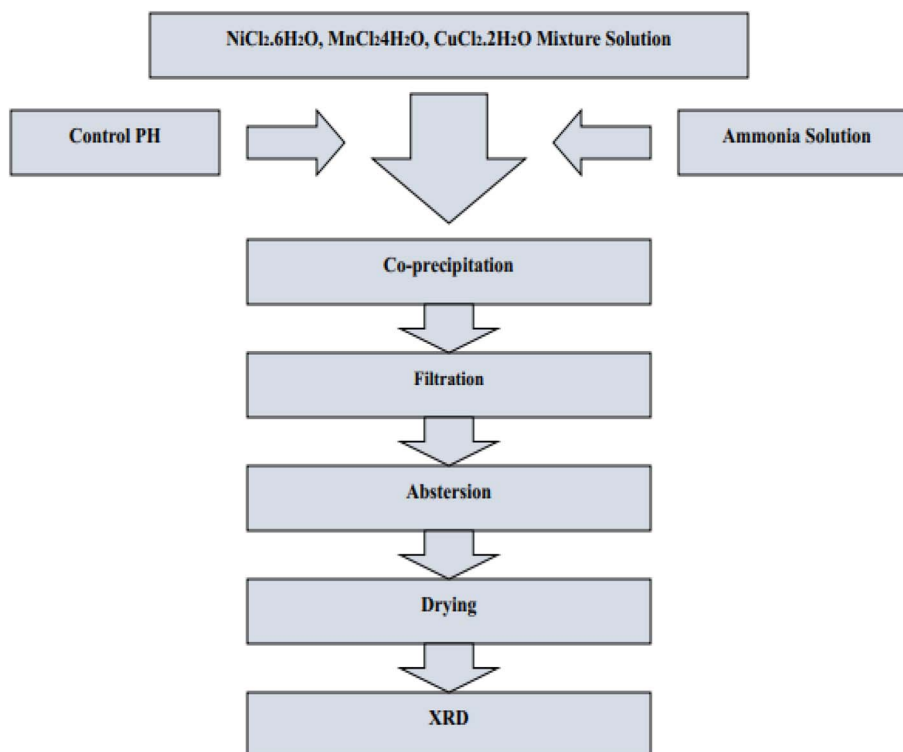 NiCl₂.6H₂O, MnCl₂4H₂O, CuCl₂.2H₂O Mixture Solution
Control PH
Ammonia Solution
Co-precipitation
Filtration
Abstersion
Drying
XRD